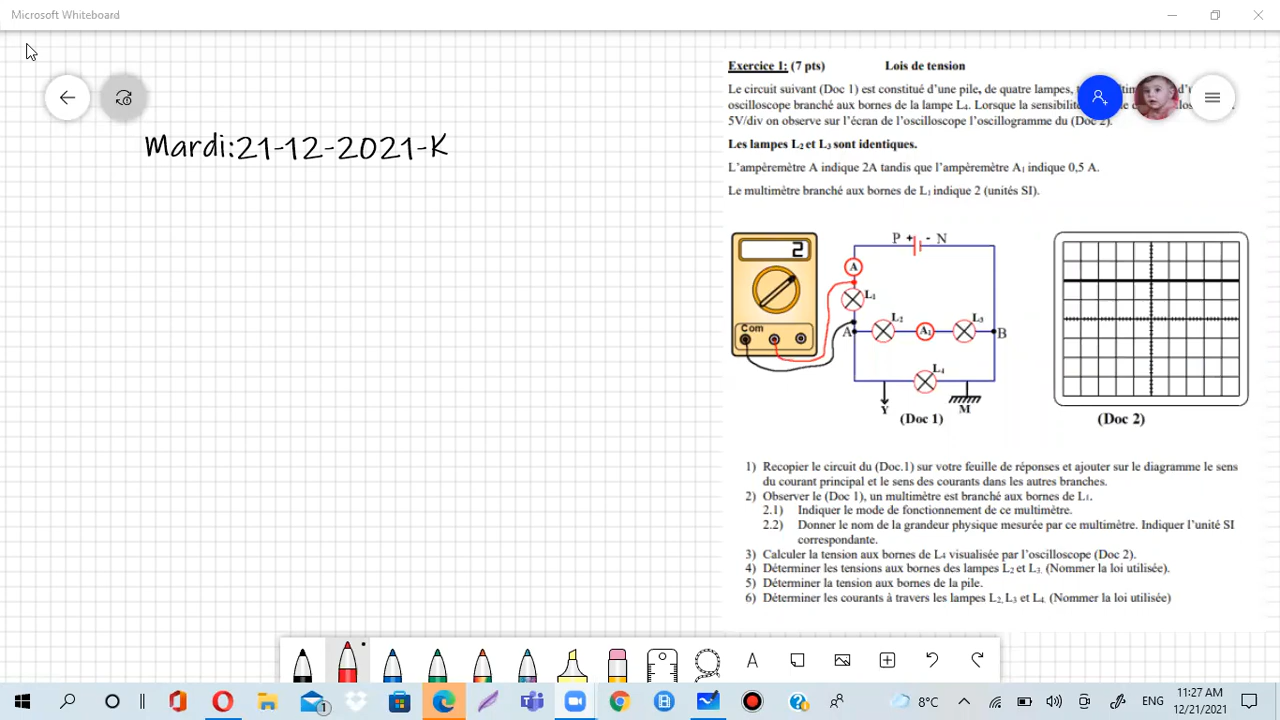 Microsoft Whiteboard
Mardi:21-12-2021-K
Exercice 1: (7 pts) Lois de tension
Le circuit suivant (Doc 1) est constitué d'une pile, de quatre lampes,
oscilloscope branché aux bornes de la lampe L4. Lorsque la
5V/div on observe sur l'écran de l'oscilloscope l'oscillogramme du (Doc 2).
Les lampes L2 et L3 sont identiques.
L'ampèremètre A indique 2A tandis que l'ampèremètre A1 indique 0,5 A.
Le multimètre branché aux bornes de L1 indique 2 (unités SI).
2
Com
P + - N
A
L1
L2
L3
A
A1
B
L4
Y
M
(Doc 1)
(Doc 2)
1) Recopier le circuit du (Doc.1) sur votre feuille de réponses et ajouter sur le diagramme le sens
du courant principal et le sens des courants dans les autres branches.
2) Observer le (Doc 1), un multimètre est branché aux bornes de L1.
2.1) Indiquer le mode de fonctionnement de ce multimètre.
2.2) Donner le nom de la grandeur physique mesurée par ce multimètre. Indiquer l'unité SI
correspondante.
3) Calculer la tension aux bornes de L4 visualisée par l'oscilloscope (Doc 2).
4) Déterminer les tensions aux bornes des lampes L2 et L3. (Nommer la loi utilisée).
5) Déterminer la tension aux bornes de la pile.
6) Déterminer les courants à travers les lampes L2, L3 et L4. (Nommer la loi utilisée)
A
1
8°C
ENG
11:27 AM
12/21/2021